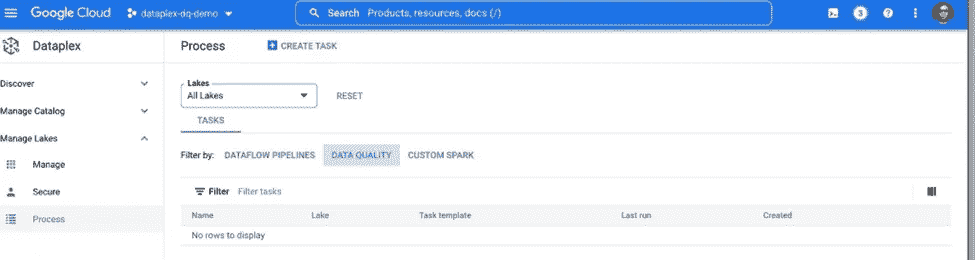 Google Cloud dataplex-dq-demo Search Products, resources, docs (/) 3
Dataplex Process CREATE TASK
Discover
Manage Catalog
Manage Lakes
Manage
Secure
Process
Lakes
All Lakes RESET
TASKS
Filter by: DATAFLOW PIPELINES DATA QUALITY CUSTOM SPARK
Filter Filter tasks
Name Lake Task template Last run Created
No rows to display